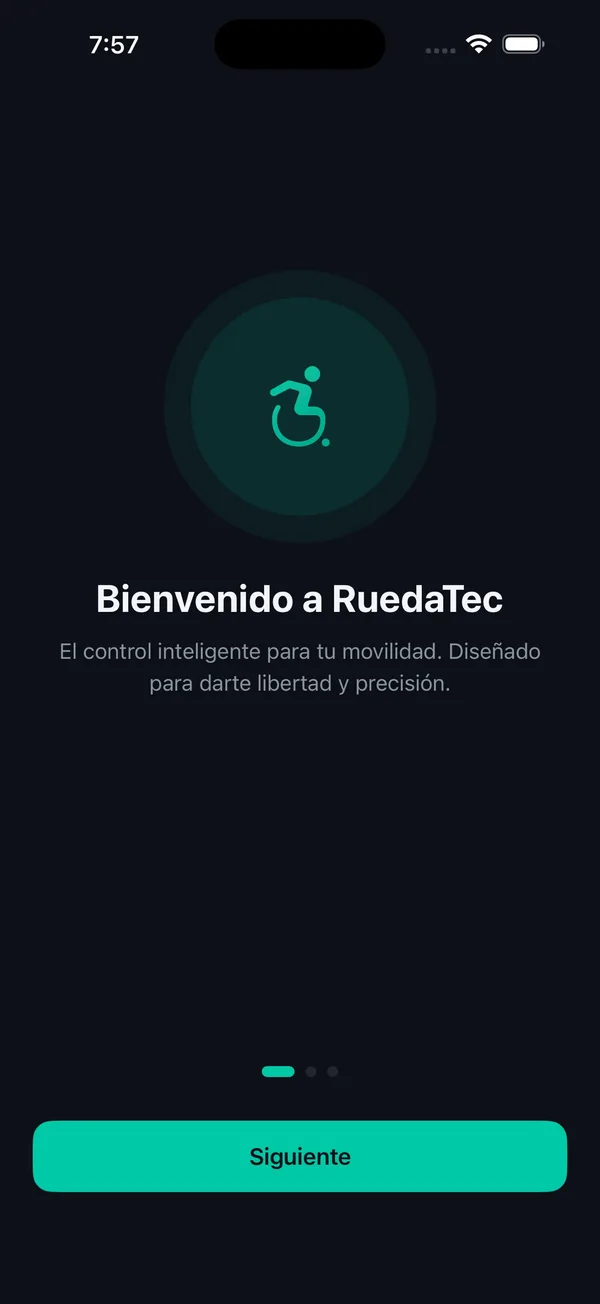 7:57
Bienvenido a RuedaTec
El control inteligente para tu movilidad. Diseñado
para darte libertad y precisión.
Siguiente